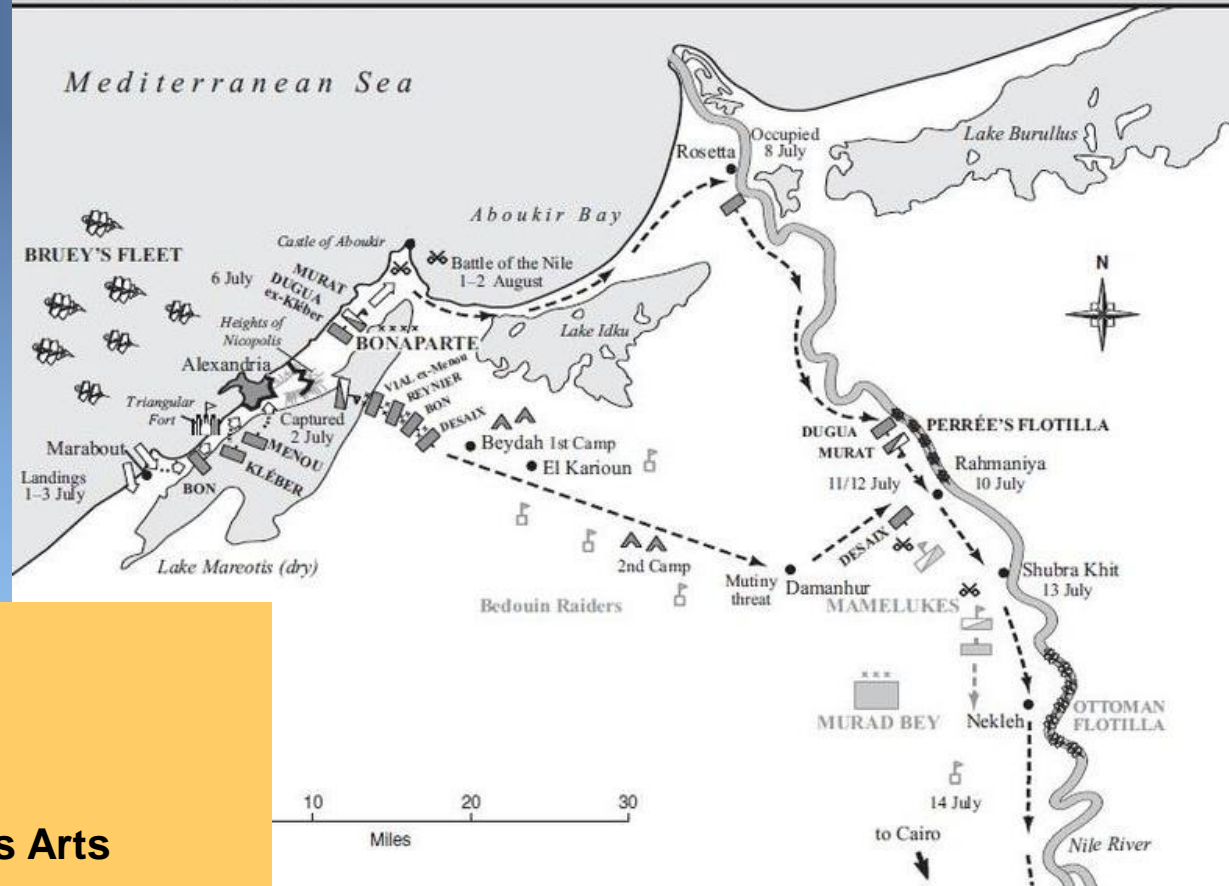 Mediterranean Sea
Lake Burullus
Occupied
8 July
Rosetta
Aboukir Bay
Castle of Aboukir
BRUEY'S FLEET
Battle of the Nile
1–2 August
6 July
MURAT
DUGUA
ex-Kléber
N
Heights of
Nicopolis
xxxx
BONAPARTE
Lake Idku
Alexandria
VIAL ex-Menou
REYNIER
BON
DESAIX
Triangular
Fort
Captured
2 July
Marabout
MENOU
KLÉBER
BON
Landings
1–3 July
Beydah 1st Camp
El Karioun
DUGUA
MURAT
PERRÉE'S FLOTILLA
Rahmaniya
10 July
11/12 July
DESAIX
Lake Mareotis (dry)
2nd Camp
Mutiny
threat
Damanhur
Shubra Khit
13 July
Bedouin Raiders
MAMELUKES
xxx
MURAD BEY
Nekleh
OTTOMAN
FLOTILLA
14 July
10
20
30
Miles
to Cairo
Nile River
s Arts